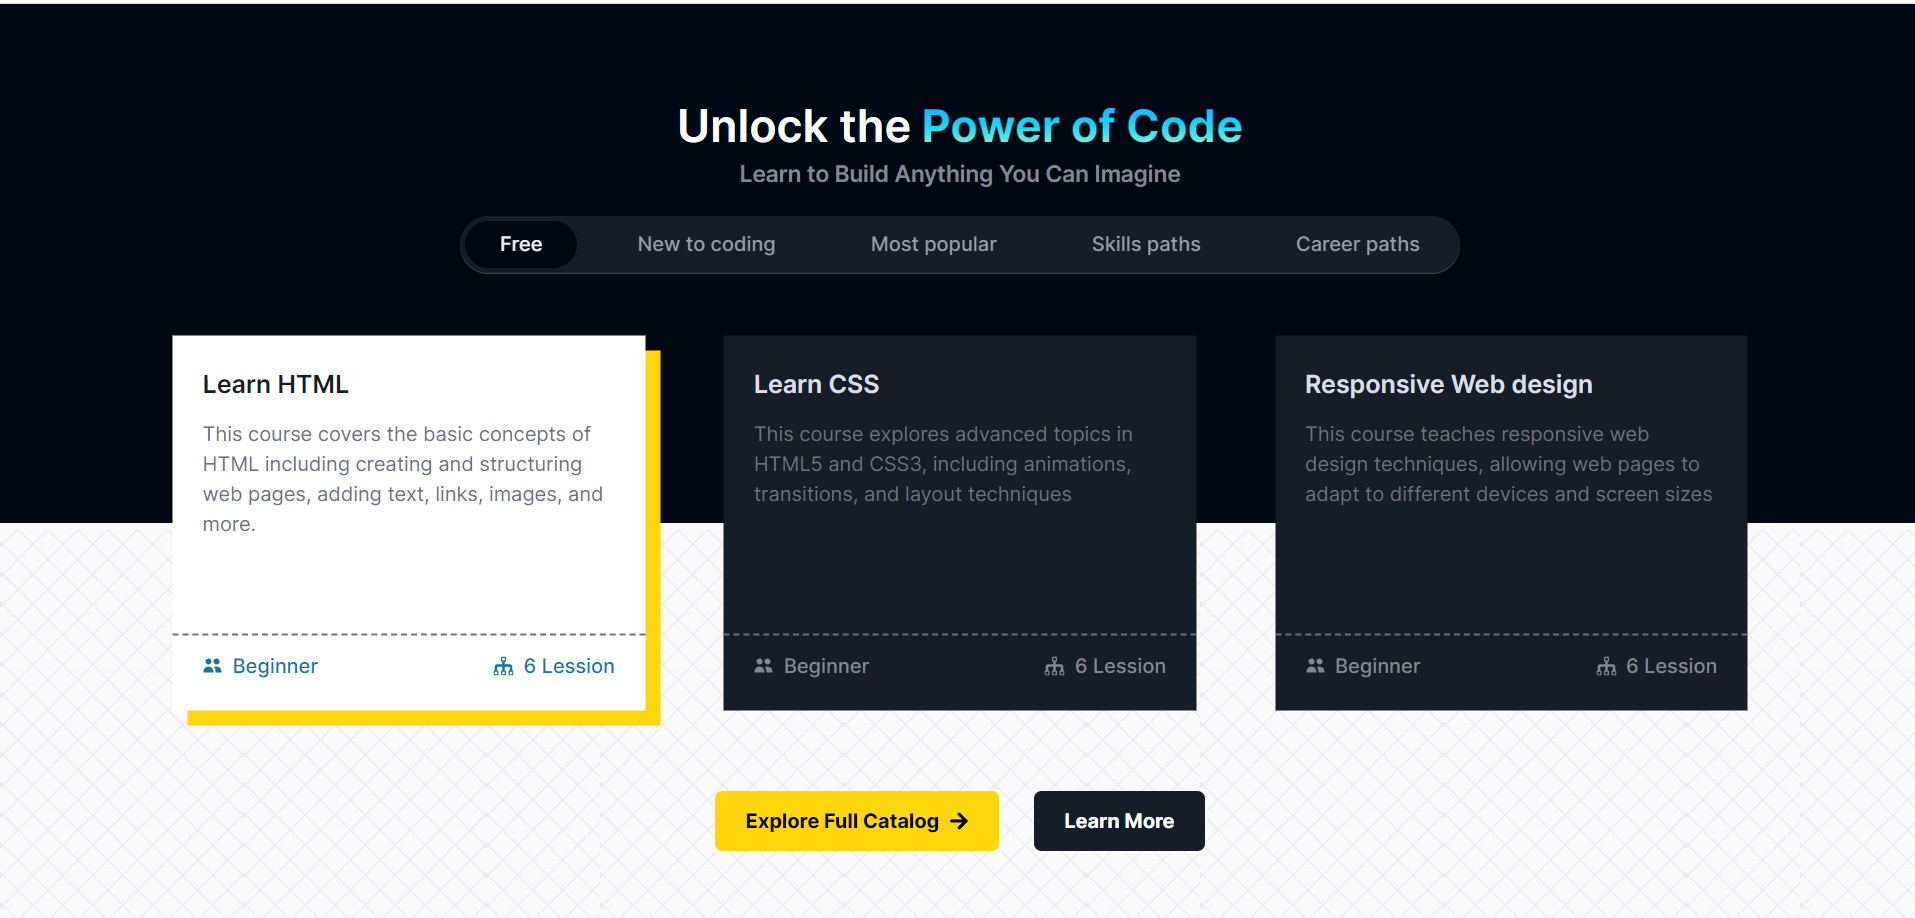 Unlock the Power of Code
Learn to Build Anything You Can Imagine
Free
New to coding
Most popular
Skills paths
Career paths
Learn HTML
This course covers the basic concepts of
HTML including creating and structuring
web pages, adding text, links, images, and
more.
Beginner
6 Lession
Learn CSS
This course explores advanced topics in
HTML5 and CSS3, including animations,
transitions, and layout techniques
Beginner
6 Lession
Responsive Web design
This course teaches responsive web
design techniques, allowing web pages to
adapt to different devices and screen sizes
Beginner
6 Lession
Explore Full Catalog
Learn More